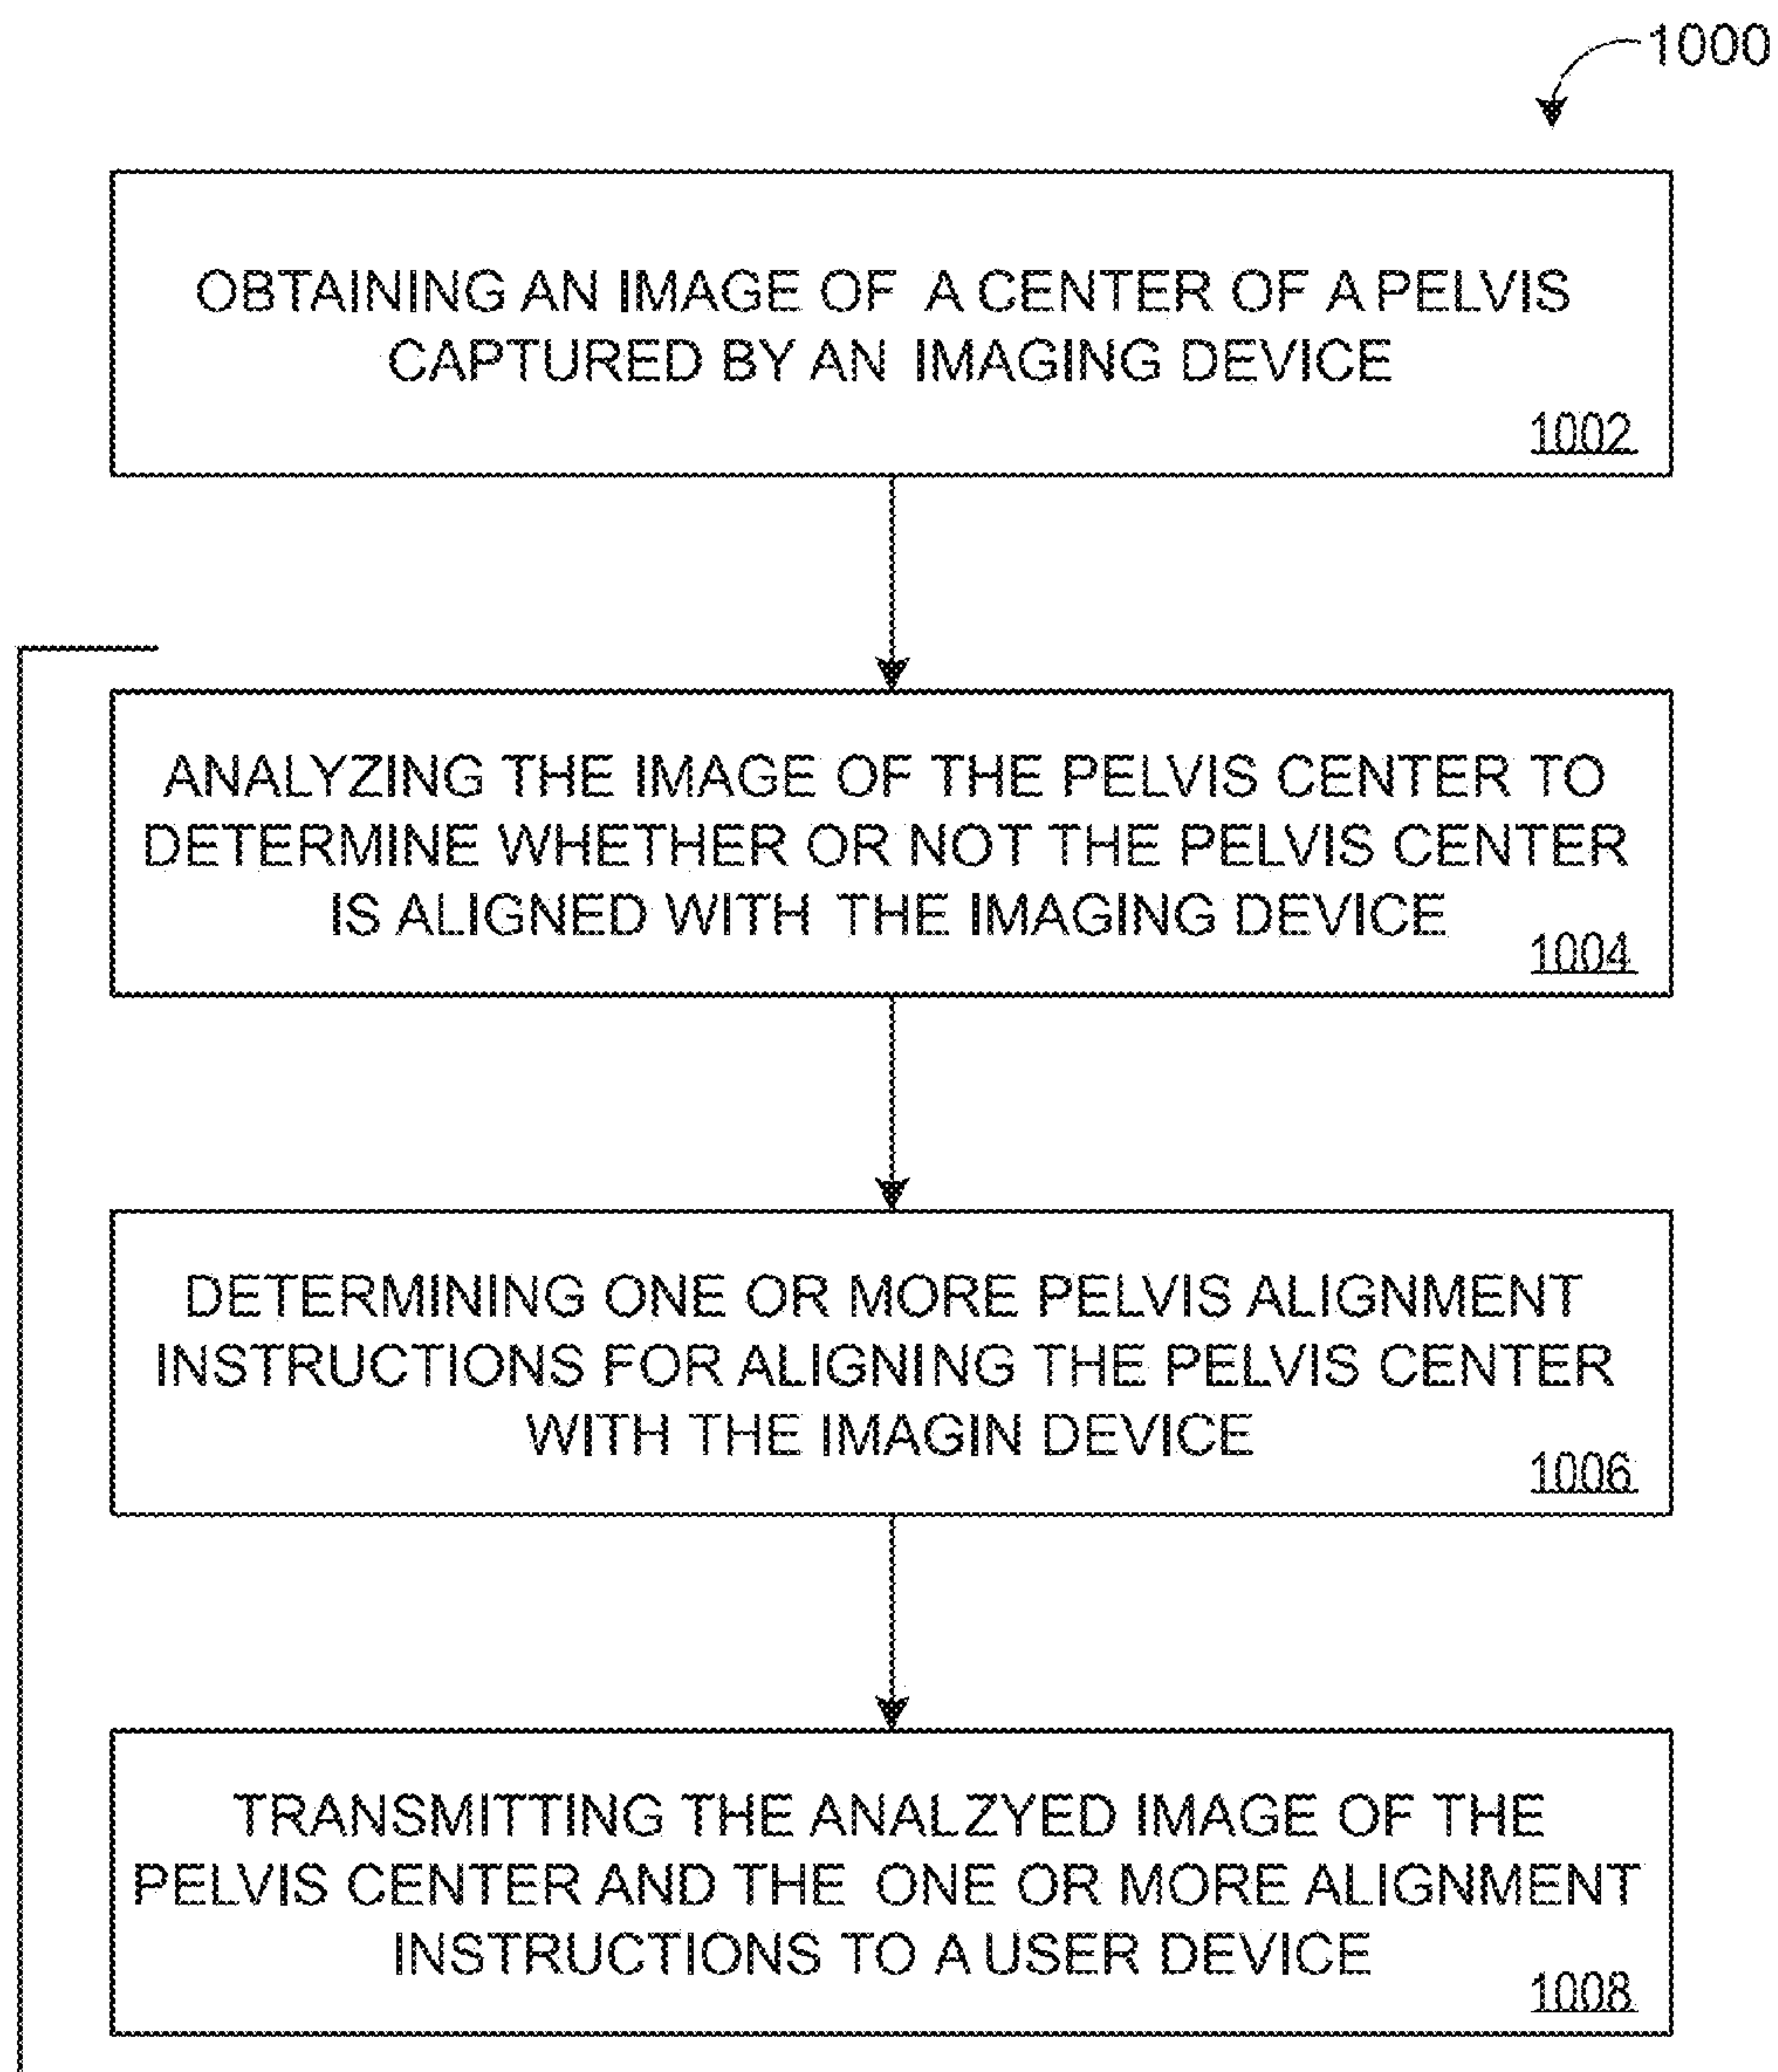 1000
OBTAINING AN IMAGE OF A CENTER OF A PELVIS
CAPTURED BY AN IMAGING DEVICE
1002
ANALYZING THE IMAGE OF THE PELVIS CENTER TO
DETERMINE WHETHER OR NOT THE PELVIS CENTER
IS ALIGNED WITH THE IMAGING DEVICE
1004
DETERMINING ONE OR MORE PELVIS ALIGNMENT
INSTRUCTIONS FOR ALIGNING THE PELVIS CENTER
WITH THE IMAGIN DEVICE
1006
TRANSMITTING THE ANALZYED IMAGE OF THE
PELVIS CENTER AND THE ONE OR MORE ALIGNMENT
INSTRUCTIONS TO A USER DEVICE
1008